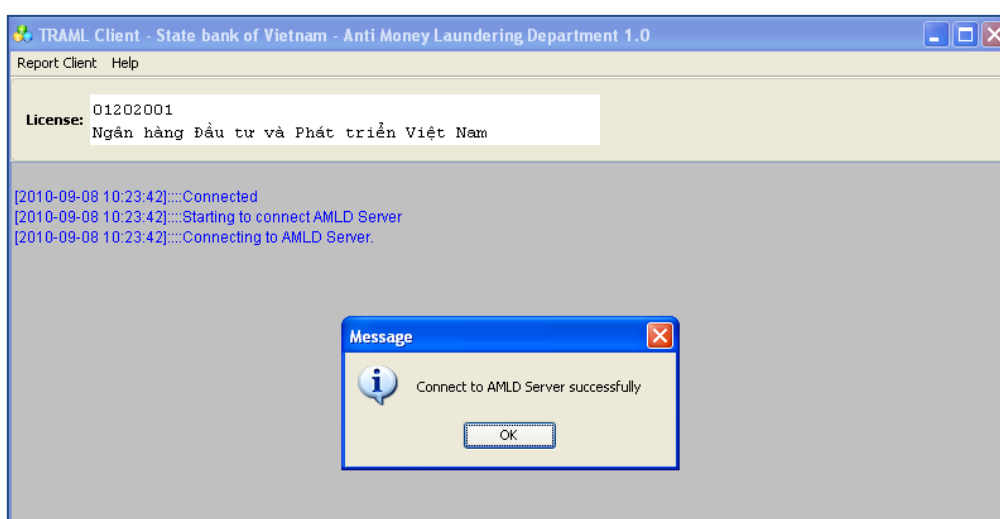 TRAML Client - State bank of Vietnam - Anti Money Laundering Department 1.0
Report Client Help
License:
01202001
Ngân hàng Đầu tư và Phát triển Việt Nam
[2010-09-08 10:23:42]::::Connected
[2010-09-08 10:23:42]::::Starting to connect AMLD Server
[2010-09-08 10:23:42]::::Connecting to AMLD Server.
Message
Connect to AMLD Server successfully
OK